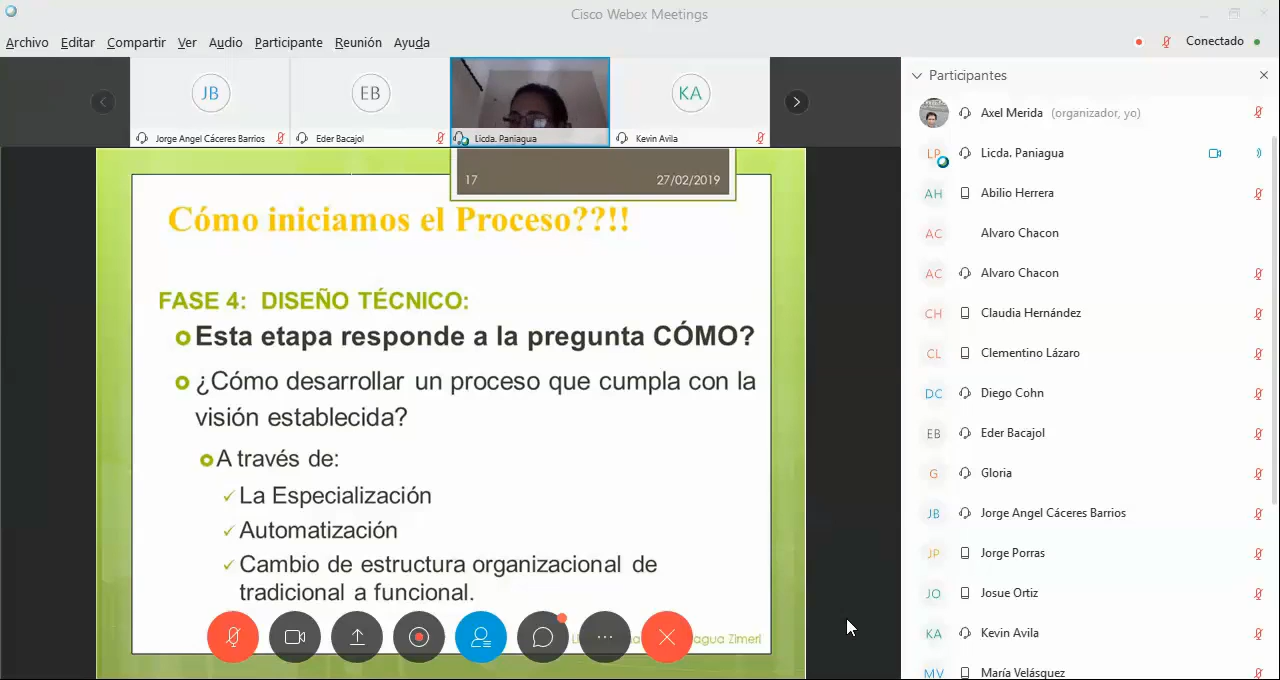 Cisco Webex Meetings
Archivo Editar Compartir Ver Audio Participante Reunión Ayuda
Conectado
JB
EB
KA
Jorge Angel Cáceres Barrios
Eder Bacajol
Licda. Paniagua
Kevin Avila
17 27/02/2019
Cómo iniciamos el Proceso??!!
FASE 4: DISEÑO TÉCNICO:
Esta etapa responde a la pregunta CÓMO?
¿Cómo desarrollar un proceso que cumpla con la
visión establecida?
A través de:
La Especialización
Automatización
Cambio de estructura organizacional de
tradicional a funcional.
Zimeri
Participantes
Axel Merida (organizador, yo)
LP Licda. Paniagua
AH Abilio Herrera
AC Alvaro Chacon
AC Alvaro Chacon
CH Claudia Hernández
CL Clementino Lázaro
DC Diego Cohn
EB Eder Bacajol
G Gloria
JB Jorge Angel Cáceres Barrios
JP Jorge Porras
JO Josue Ortiz
KA Kevin Avila
MV María Velásquez